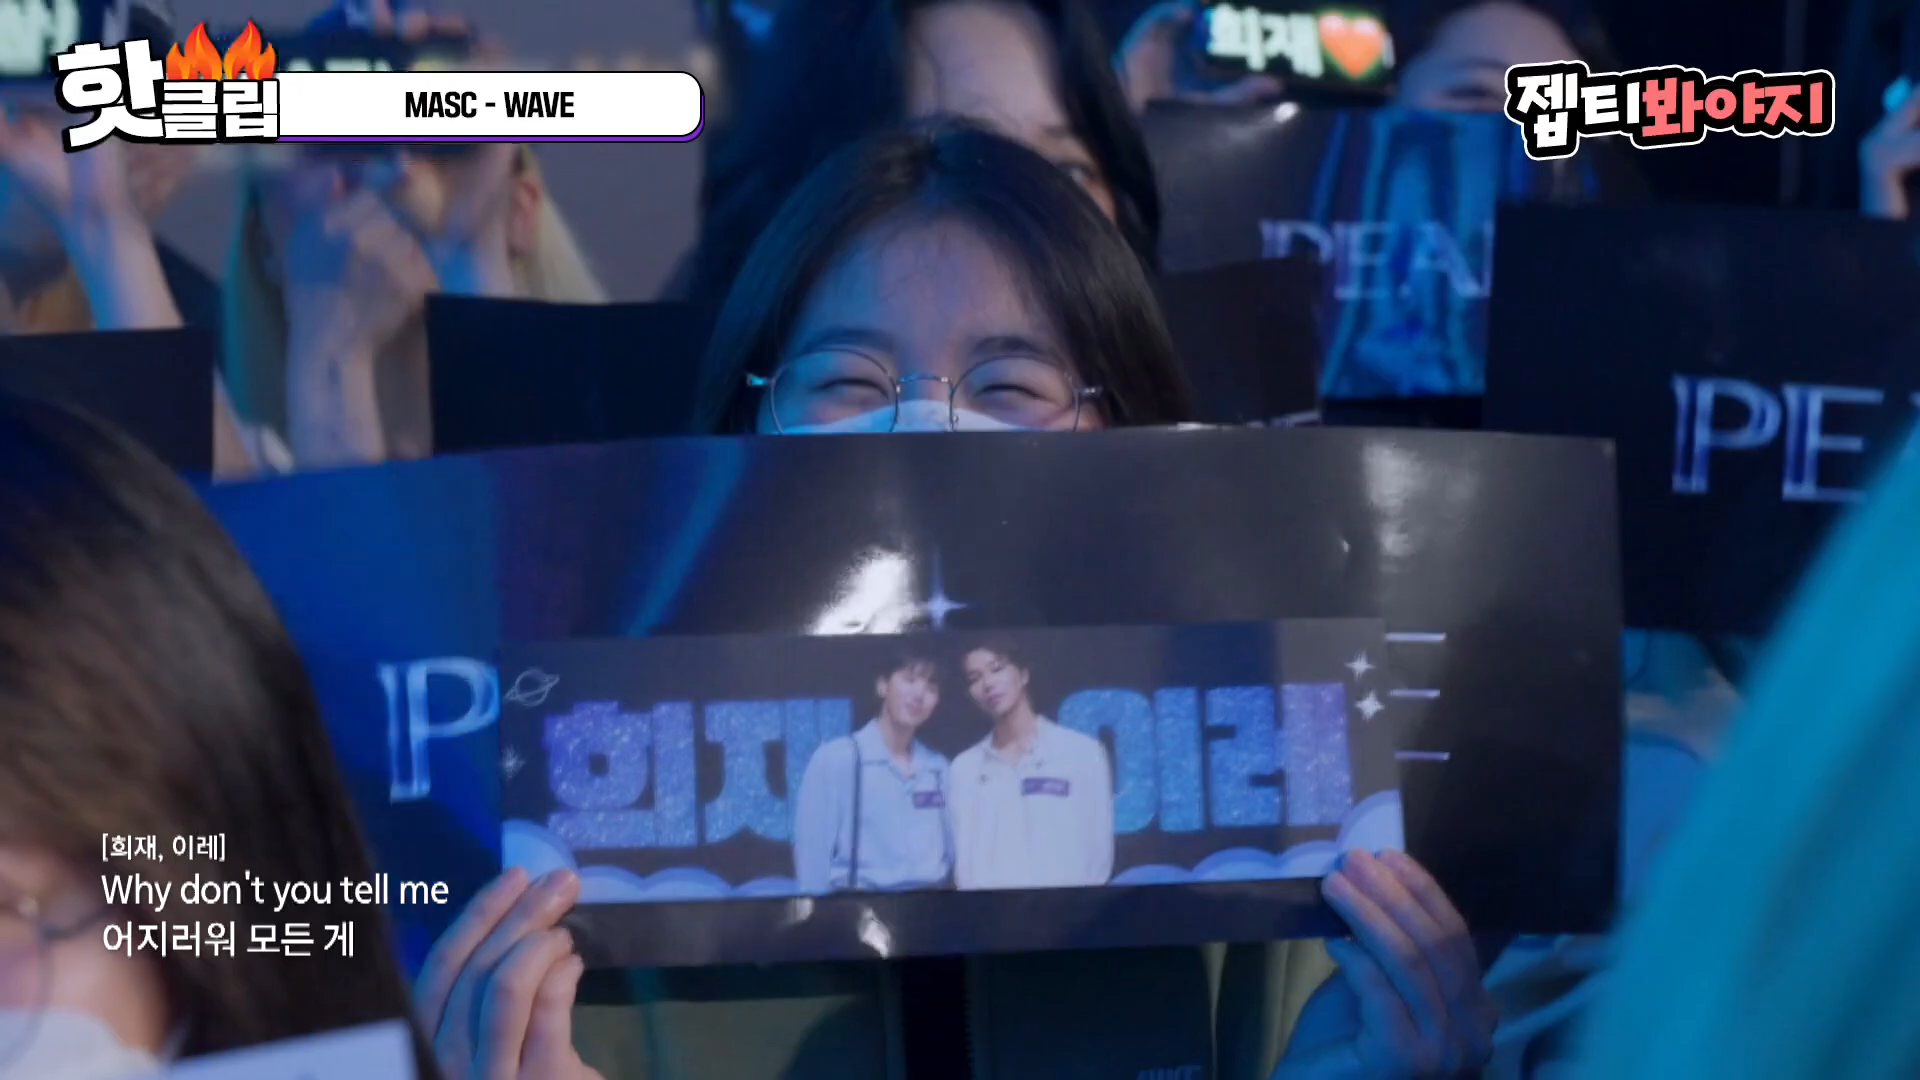 희재
핫클립
MASC - WAVE
젭티봐야지
PEA
PE
P
희재 이레
[희재, 이레]
Why don't you tell me
어지러워 모든 게